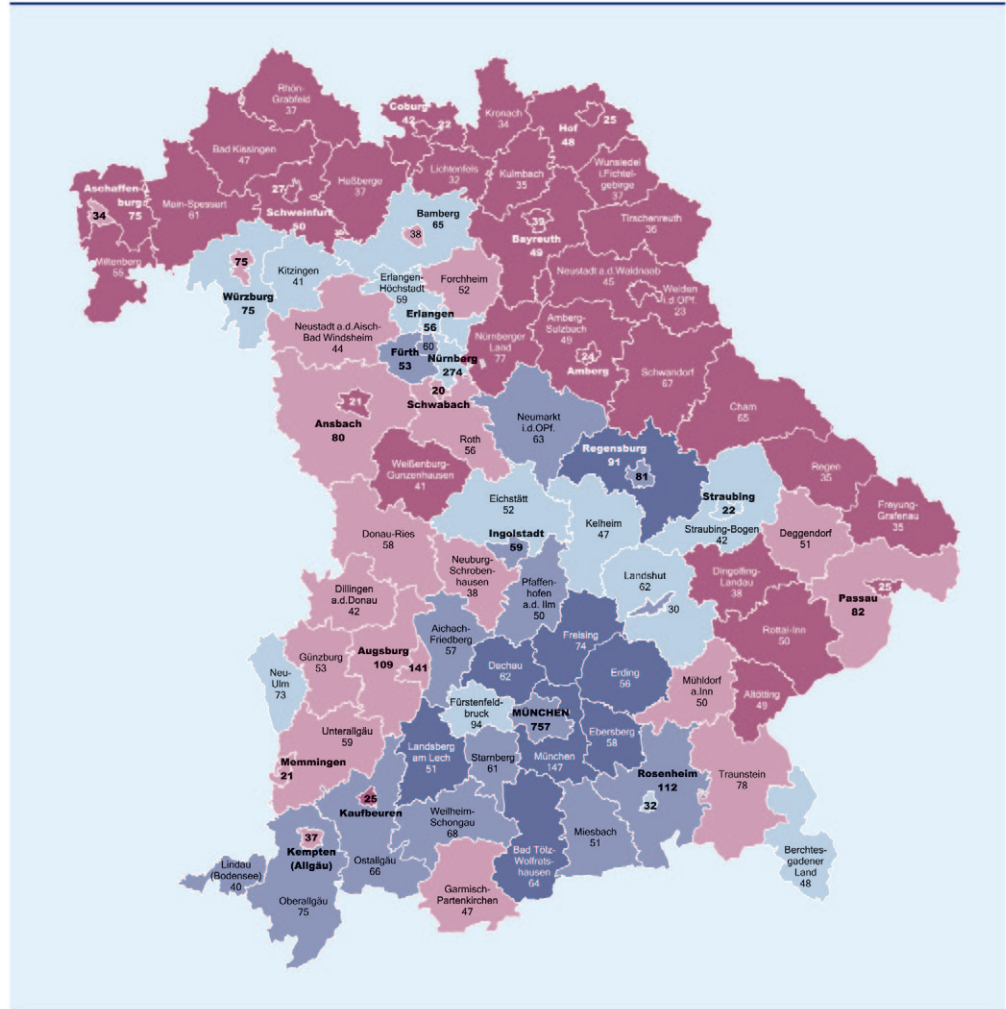 Rhön-
Grabfeld
37
Coburg
42
22
Kronach
34
Hof
48
25
Bad Kissingen
47
Lichtenfels
32
Kulmbach
35
Wunsiedel
i.Fichtel-
gebirge
37
Aschaffen-
burg
75
34
Main-Spessart
61
27
Schweinfurt
50
Haßberge
37
Bamberg
65
38
39
Bayreuth
49
Tirschenreuth
36
Miltenberg
55
75
Würzburg
75
Kitzingen
41
Erlangen-
Höchstadt
59
Forchheim
52
Neustadt a.d.Waldnaab
45
Weiden
i.d.OPf.
23
Erlangen
56
Neustadt a.d.Aisch-
Bad Windsheim
44
60
Fürth
53
Nürnberg
274
Nürnberger
Land
77
Amberg-
Sulzbach
49
24
Amberg
Schwandorf
67
20
Schwabach
21
Ansbach
80
Roth
56
Neumarkt
i.d.OPf.
63
Cham
65
Regensburg
91
81
Weißenburg-
Gunzenhausen
41
Regen
35
Eichstätt
52
Straubing
22
Freyung-
Grafenau
35
Kelheim
47
Straubing-Bogen
42
Deggendorf
51
Donau-Ries
58
Ingolstadt
59
Neuburg-
Schroben-
hausen
38
Pfaffen-
hofen
a.d. Ilm
50
Landshut
62
30
Dingolfing-
Landau
38
25
Passau
82
Dillingen
a.d.Donau
42
Aichach-
Friedberg
57
Freising
74
Rottal-Inn
50
Günzburg
53
Augsburg
109
141
Dachau
62
Erding
56
Mühldorf
a.Inn
50
Altötting
49
Neu-
Ulm
73
Fürstenfeld-
bruck
94
MÜNCHEN
757
Ebersberg
58
Unterallgäu
59
Landsberg
am Lech
51
Starnberg
61
München
147
Memmingen
21
Rosenheim
112
32
Traunstein
78
25
Kaufbeuren
Weilheim-
Schongau
68
Miesbach
51
37
Kempten
(Allgäu)
Ostallgäu
66
Bad Tölz-
Wolfrats-
hausen
64
Berchtes-
gadener
Land
48
Lindau
(Bodensee)
40
Oberallgäu
75
Garmisch-
Partenkirchen
47